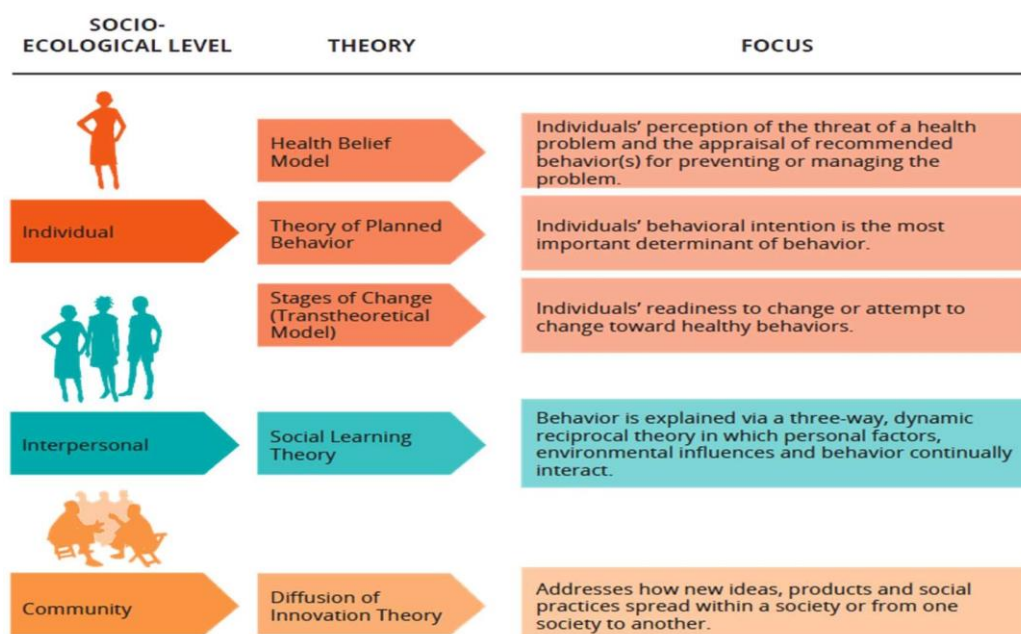 SOCIO-
ECOLOGICAL LEVEL
THEORY
FOCUS
Individual
Health Belief
Model
Individuals’ perception of the threat of a health
problem and the appraisal of recommended
behavior(s) for preventing or managing the
problem.
Theory of Planned
Behavior
Individuals’ behavioral intention is the most
important determinant of behavior.
Stages of Change
(Transtheoretical
Model)
Individuals’ readiness to change or attempt to
change toward healthy behaviors.
Interpersonal
Social Learning
Theory
Behavior is explained via a three-way, dynamic
reciprocal theory in which personal factors,
environmental influences and behavior continually
interact.
Community
Diffusion of
Innovation Theory
Addresses how new ideas, products and social
practices spread within a society or from one
society to another.